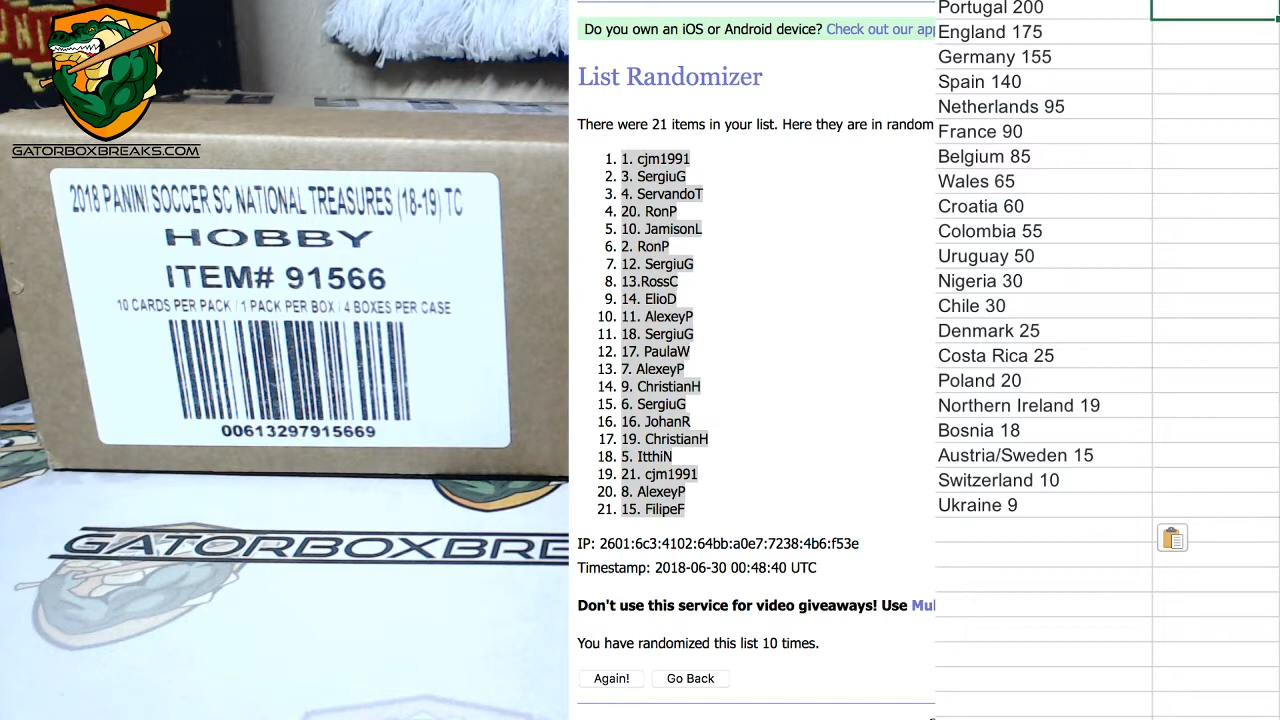 GATORBOXBREAKS.COM
2018 PANINI SOCCER SC NATIONAL TREASURES (18-19) TC
HOBBY
ITEM# 91566
10 CARDS PER PACK / 1 PACK PER BOX / 4 BOXES PER CASE
00613297915669
GATORBOXBRE
Do you own an iOS or Android device? Check out our app
List Randomizer
There were 21 items in your list. Here they are in random
1. 1. cjm1991
2. 3. SergiuG
3. 4. ServandoT
4. 20. RonP
5. 10. JamisonL
6. 2. RonP
7. 12. SergiuG
8. 13.RossC
9. 14. ElioD
10. 11. AlexeyP
11. 18. SergiuG
12. 17. PaulaW
13. 7. AlexeyP
14. 9. ChristianH
15. 6. SergiuG
16. 16. JohanR
17. 19. ChristianH
18. 5. ItthiN
19. 21. cjm1991
20. 8. AlexeyP
21. 15. FilipeF
IP: 2601:6c3:4102:64bb:a0e7:7238:4b6:f53e
Timestamp: 2018-06-30 00:48:40 UTC
Don't use this service for video giveaways! Use
You have randomized this list 10 times.
Again! Go Back
Portugal 200
England 175
Germany 155
Spain 140
Netherlands 95
France 90
Belgium 85
Wales 65
Croatia 60
Colombia 55
Uruguay 50
Nigeria 30
Chile 30
Denmark 25
Costa Rica 25
Poland 20
Northern Ireland 19
Bosnia 18
Austria/Sweden 15
Switzerland 10
Ukraine 9